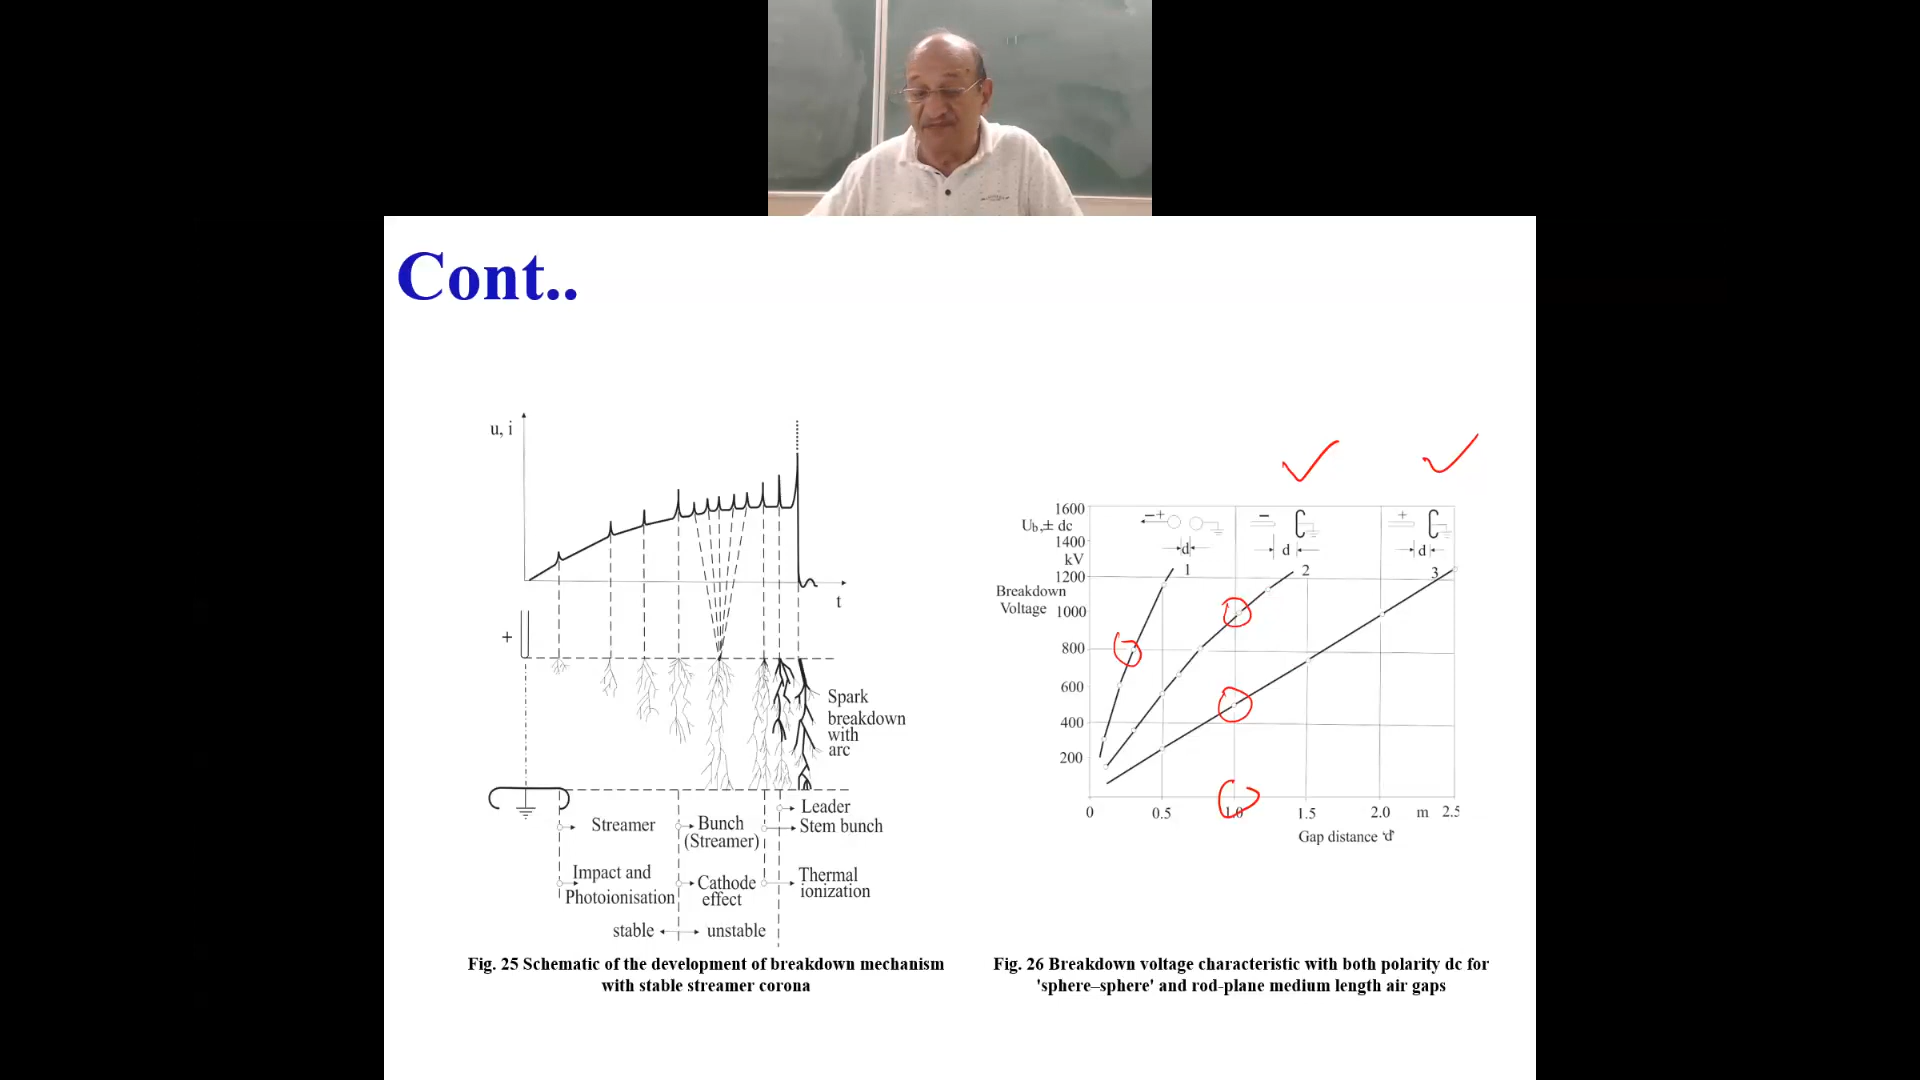 Cont..
u, i
t
+
Spark
breakdown
with
arc
Leader
Streamer
Bunch
Stem bunch
(Streamer)
Impact and
Photoionisation
Cathode
effect
Thermal
ionization
stable
unstable
Fig. 25 Schematic of the development of breakdown mechanism
with stable streamer corona
1600
Ub,± dc
1400
kV
1200
Breakdown
Voltage
1000
800
600
400
200
−+
−
+
d
d
d
1
2
3
0
0.5
1.0
1.5
2.0
m
2.5
Gap distance 'd'
Fig. 26 Breakdown voltage characteristic with both polarity dc for
'sphere–sphere' and rod-plane medium length air gaps